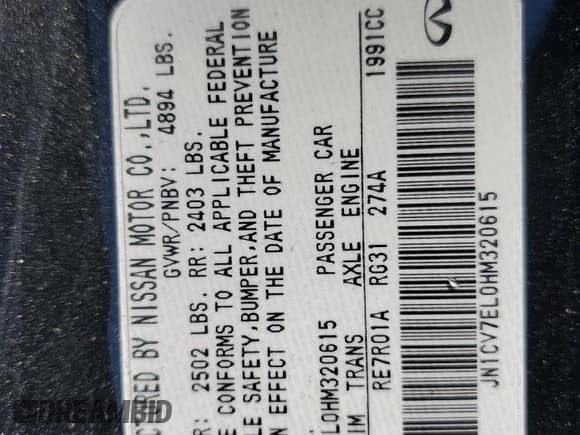 CTURED BY NISSAN MOTOR CO.,LTD.
GVWR/PNBV: 4894 LBS.
R: 2502 LBS. RR: 2403 LBS.
E CONFORMS TO ALL APPLICABLE FEDERAL
LE SAFETY,BUMPER,AND THEFT PREVENTION
N EFFECT ON THE DATE OF MANUFACTURE
L0HM320615 PASSENGER CAR
IM TRANS AXLE ENGINE
RE7R01A RG31 274A 1991CC
JN1CV7EL0HM320615
DREAMBID